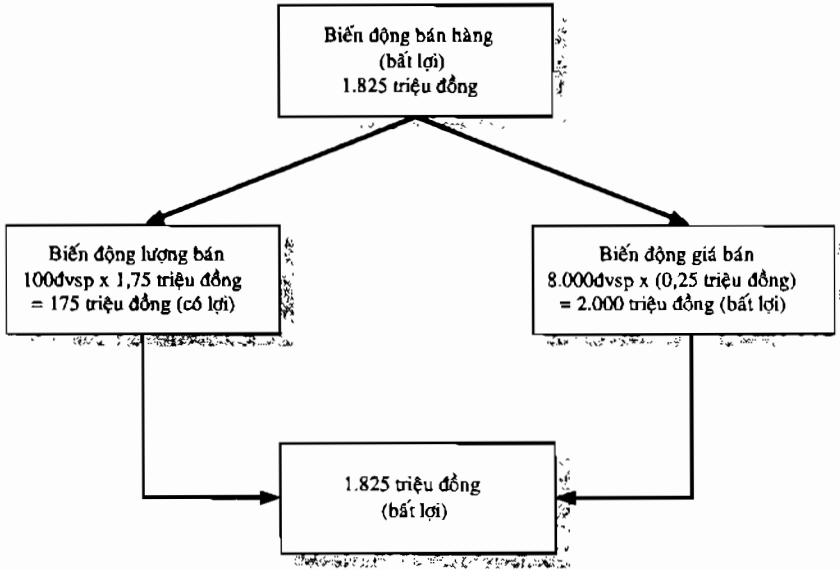 Biến động bán hàng
(bất lợi)
1.825 triệu đồng
Biến động lượng bán
100đvsp x 1,75 triệu đồng
= 175 triệu đồng (có lợi)
Biến động giá bán
8.000đvsp x (0,25 triệu đồng)
= 2.000 triệu đồng (bất lợi)
1.825 triệu đồng
(bất lợi)